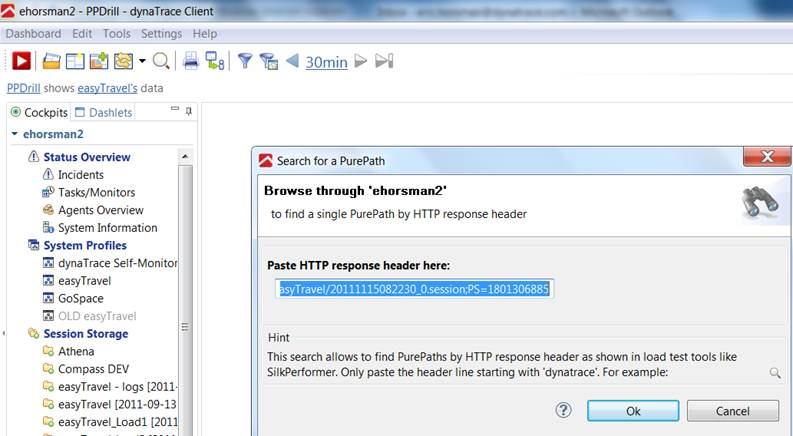 ehorsman2 - PPDrill - dynaTrace Client
Dashboard Edit Tools Settings Help
30min
PPDrill shows easyTravel's data
Cockpits Dashlets
ehorsman2
Status Overview
Incidents
Tasks/Monitors
Agents Overview
System Information
System Profiles
dynaTrace Self-Monitor
easyTravel
GoSpace
OLD easyTravel
Session Storage
Athena
Compass DEV
easyTravel - logs [2011-
easyTravel [2011-09-13
easyTravel_Load1 [2011
Search for a PurePath
Browse through 'ehorsman2'
to find a single PurePath by HTTP response header
Paste HTTP response header here:
asyTravel/20111115082230_0.session;PS=1801306885
Hint
This search allows to find PurePaths by HTTP response header as shown in load test tools like
SilkPerformer. Only paste the header line starting with 'dynatrace'. For example:
Ok Cancel